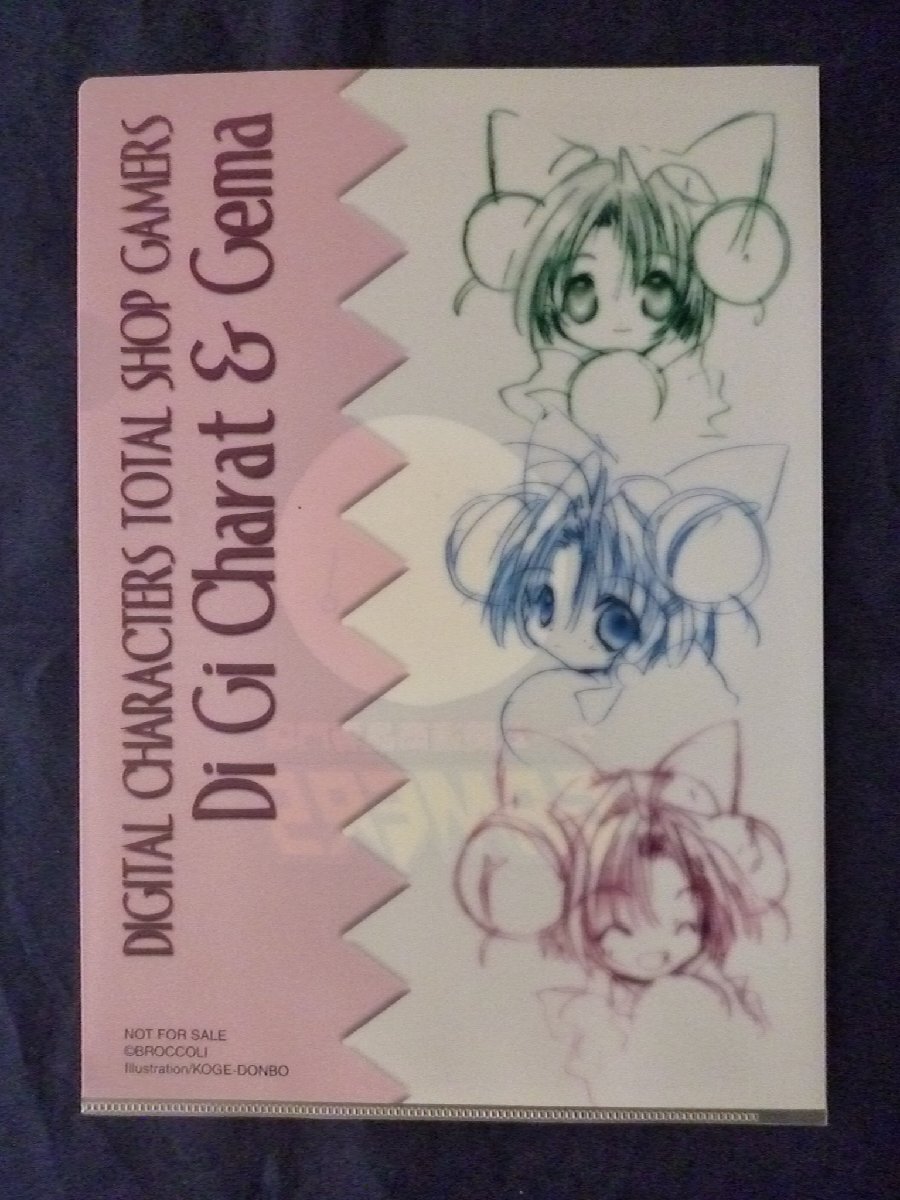 DIGITAL CHARACTERS TOTAL SHOP GAMERS
Di Gi Charat & Gema
NOT FOR SALE
©BROCCOLI
Illustration/KOGE-DONBO